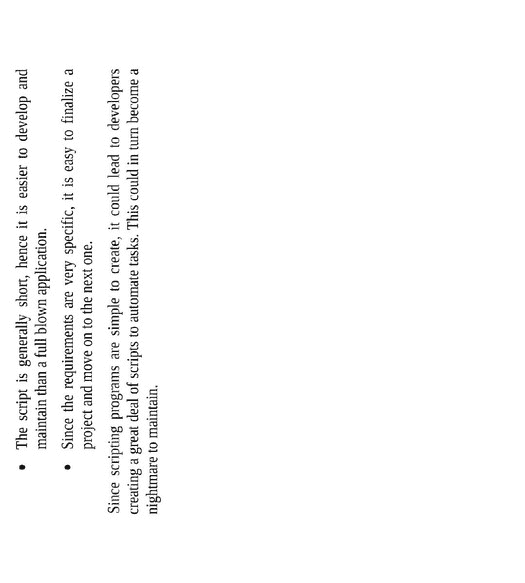 • The script is generally short, hence it is easier to develop and
maintain than a full blown application.
• Since the requirements are very specific, it is easy to finalize a
project and move on to the next one.
Since scripting programs are simple to create, it could lead to developers
creating a great deal of scripts to automate tasks. This could in turn become a
nightmare to maintain.